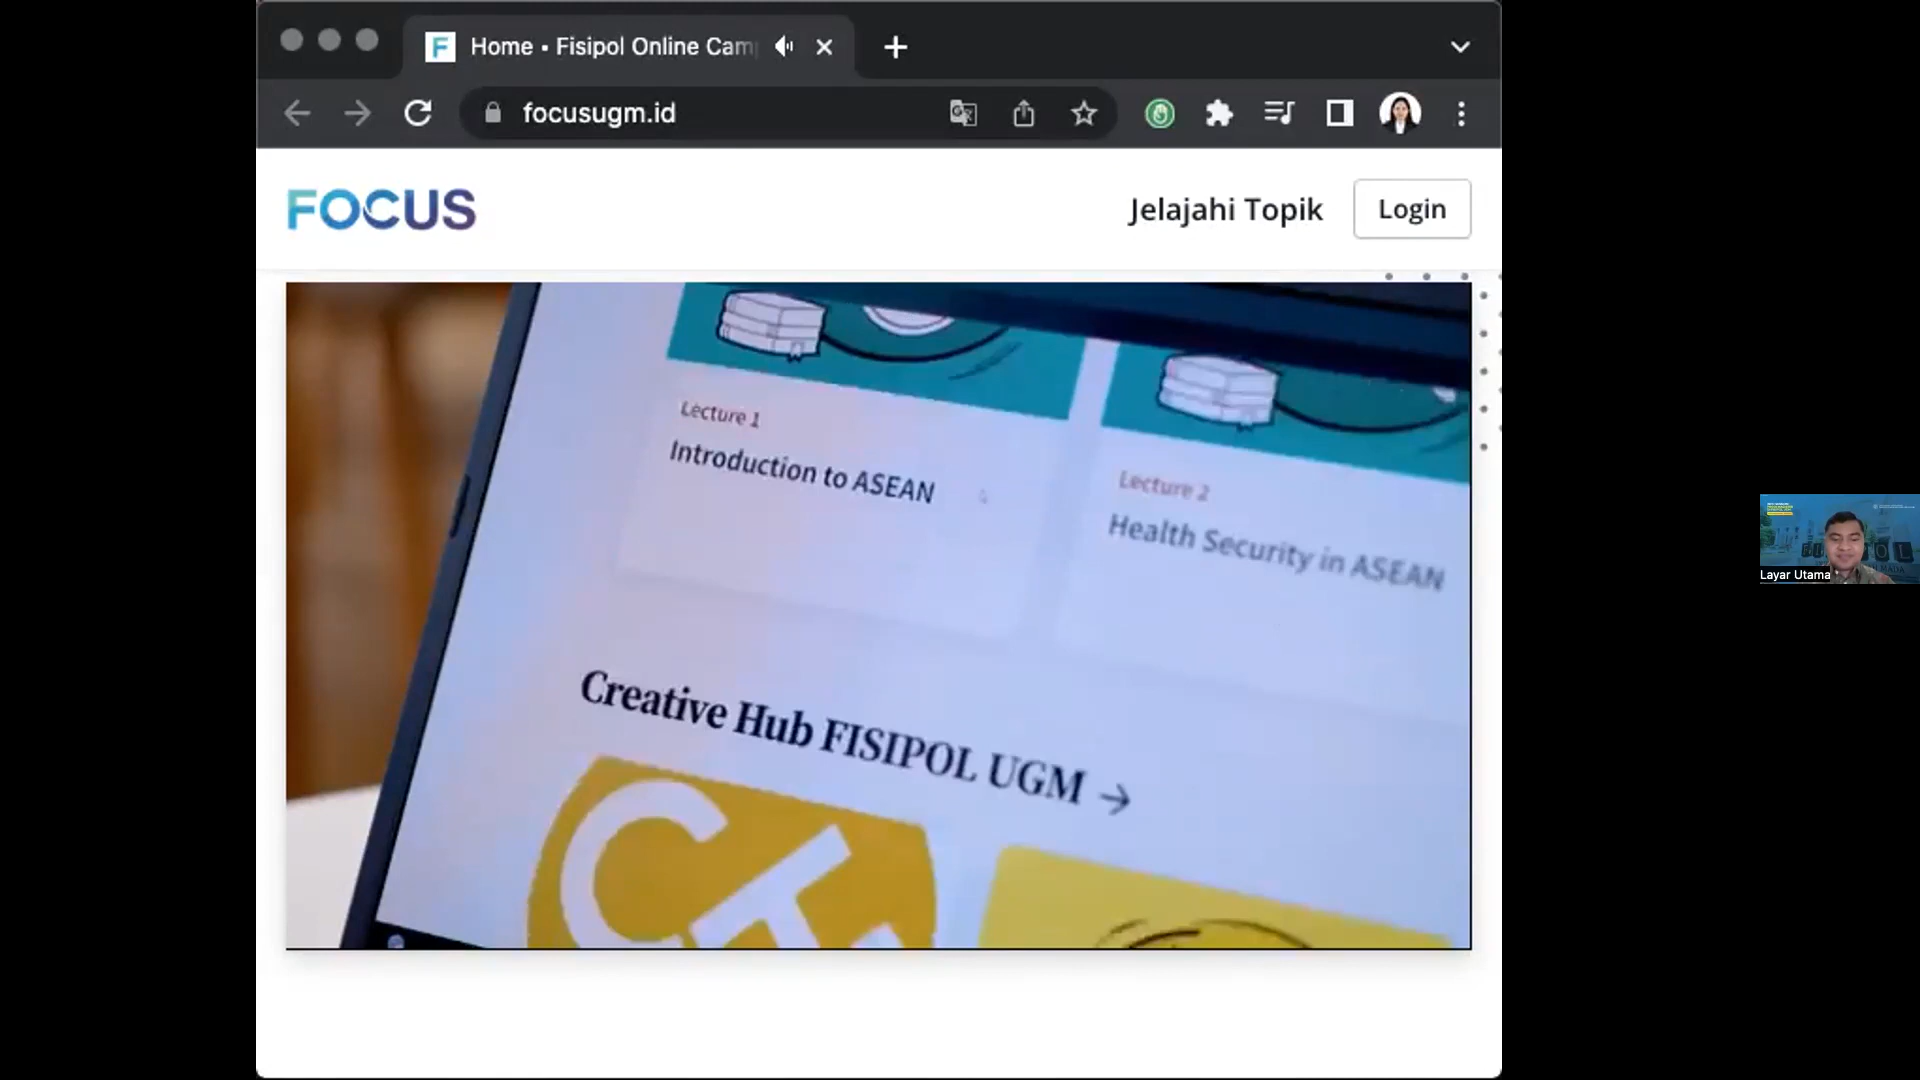 Home • Fisipol Online Cam
focusugm.id
FOCUS
Jelajahi Topik
Login
Lecture 1
Introduction to ASEAN
Lecture 2
Health Security in ASEAN
Creative Hub FISIPOL UGM →
Layar Utama